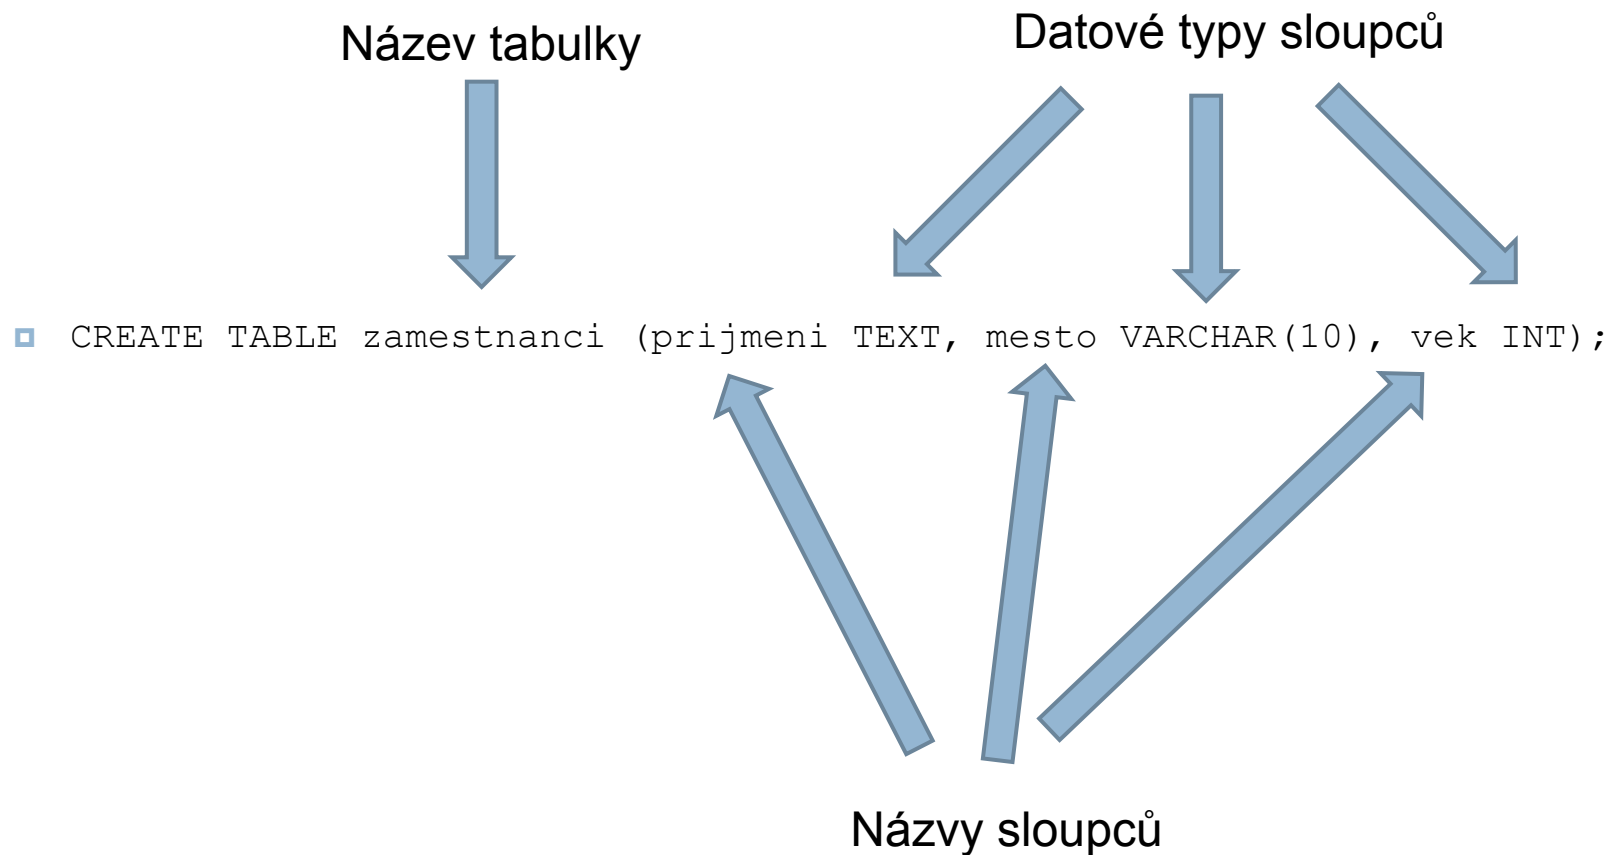 Název tabulky
Datové typy sloupců
CREATE TABLE zamestnanci (prijmeni TEXT, mesto VARCHAR(10), vek INT);
Názvy sloupců